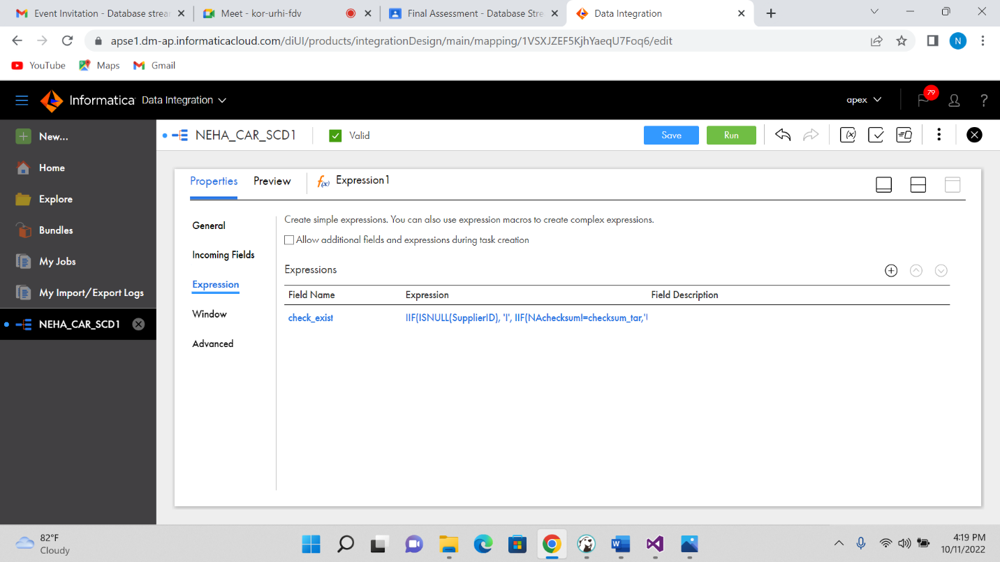 Event Invitation - Database strear
Meet - kor-urhi-fdv
Final Assessment - Database Stre
Data Integration
apse1.dm-ap.informaticacloud.com/diUI/products/integrationDesign/main/mapping/1VSXJZEF5KjhYaeqU7Foq6/edit
N
YouTube
Maps
Gmail
Informatica Data Integration
apex
79
?
New...
NEHA_CAR_SCD1
Valid
Save
Run
Home
Explore
Bundles
My Jobs
My Import/Export Logs
NEHA_CAR_SCD1
Properties
Preview
f(x)
Expression1
General
Incoming Fields
Expression
Window
Advanced
Create simple expressions. You can also use expression macros to create complex expressions.
Allow additional fields and expressions during task creation
Expressions
Field Name
Expression
Field Description
check_exist
IIF(ISNULL(SupplierID), 'I', IIF(NAchecksum!=checksum_tar,'U
82°F
Cloudy
4:19 PM
10/11/2022